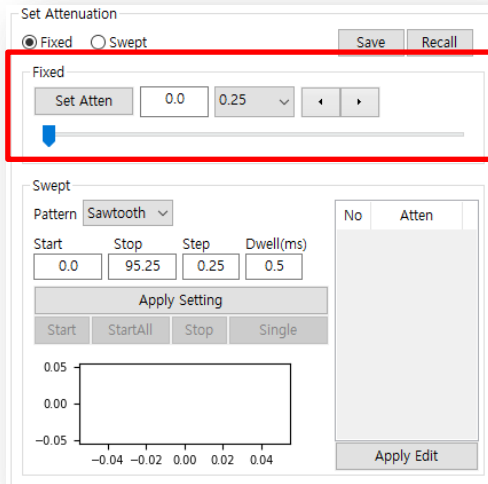 Set Attenuation
Fixed Swept Save Recall
Fixed
Set Atten 0.0 0.25
Swept
Pattern Sawtooth No Atten
Start Stop Step Dwell(ms)
0.0 95.25 0.25 0.5
Apply Setting
Start StartAll Stop Single
0.05
0.00
−0.05
−0.04 −0.02 0.00 0.02 0.04
Apply Edit